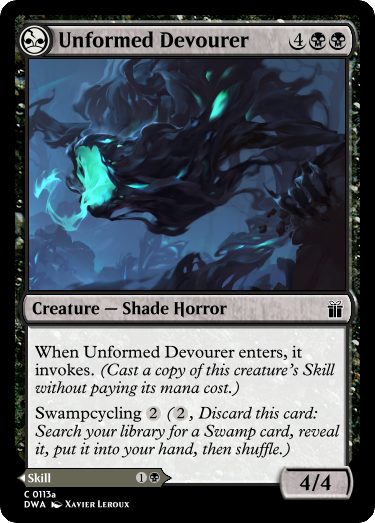 Unformed Devourer 4
Creature — Shade Horror
When Unformed Devourer enters, it
invokes. (Cast a copy of this creature's Skill
without paying its mana cost.)
Swampcycling 2 (2, Discard this card:
Search your library for a Swamp card, reveal
it, put it into your hand, then shuffle.)
Skill 1
4/4
C 0113a
DWA Xavier Leroux